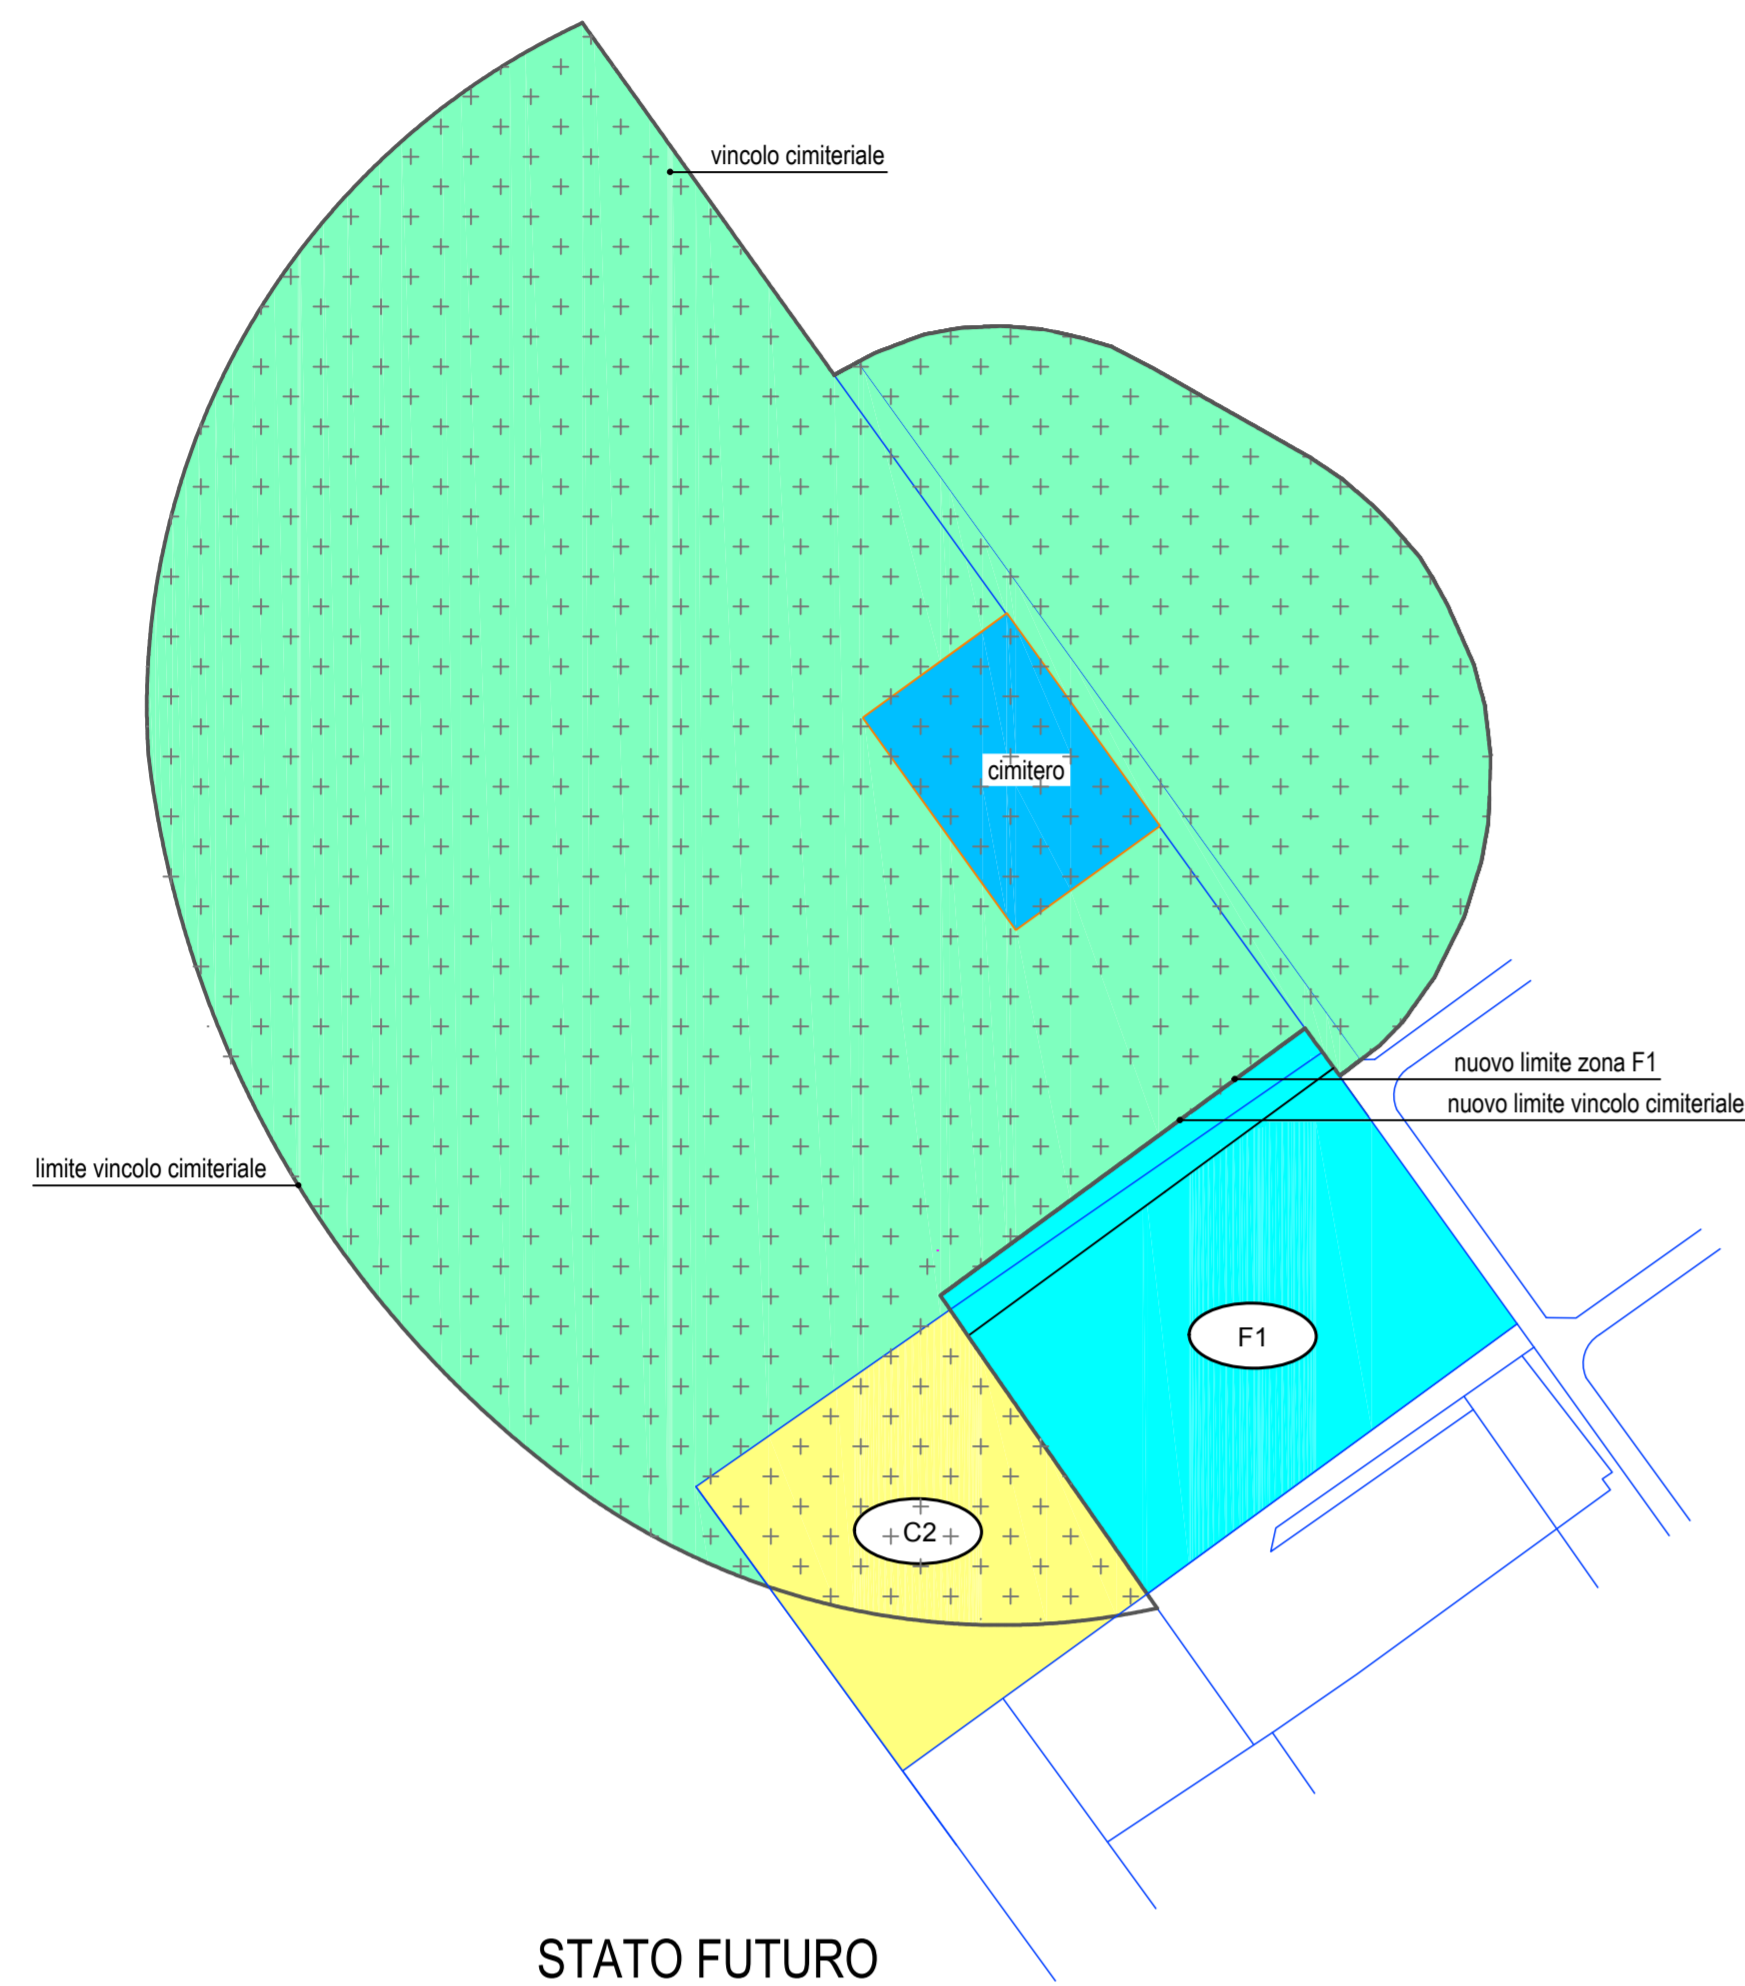 vincolo cimiteriale
cimitero
nuovo limite zona F1
nuovo limite vincolo cimiteriale
limite vincolo cimiteriale
F1
C2
STATO FUTURO